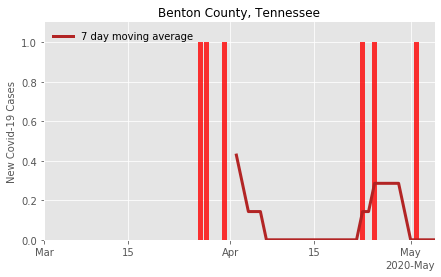 Benton County, Tennessee
7 day moving average
New Covid-19 Cases
1.0
0.8
0.6
0.4
0.2
0.0
Mar 15 Apr 15 May
2020-May